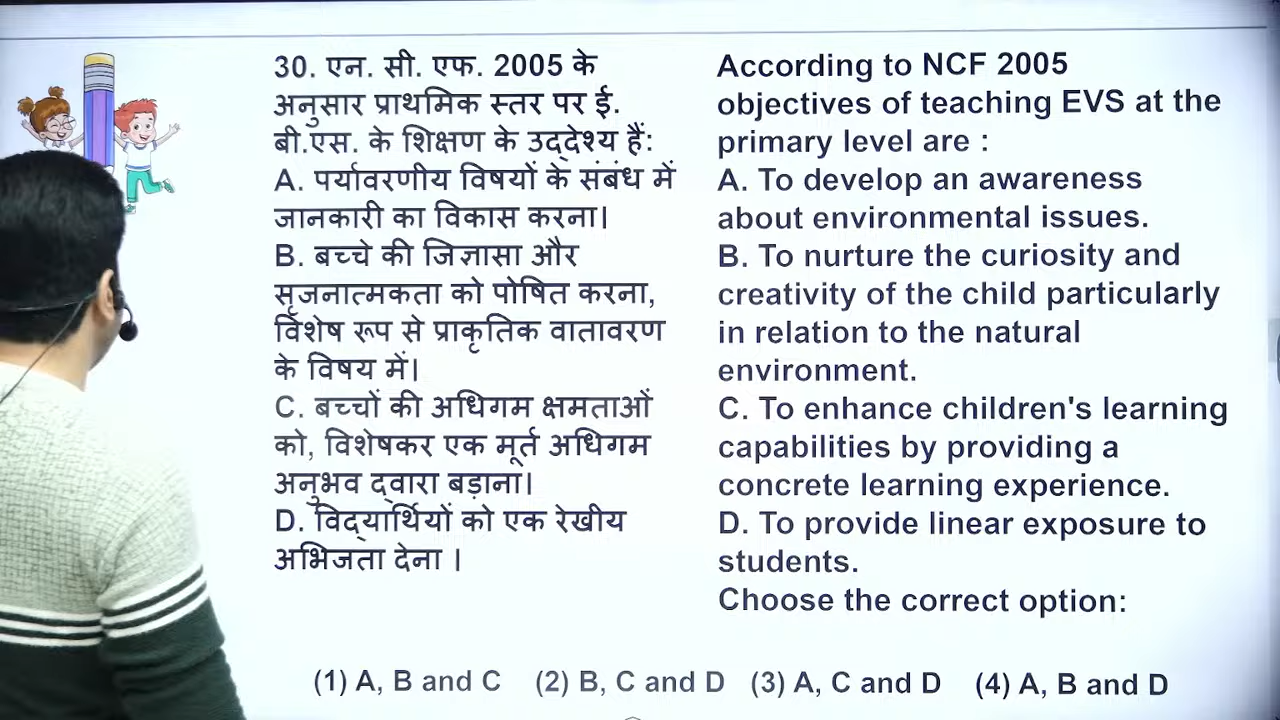 30. एन. सी. एफ. 2005 के
अनुसार प्राथमिक स्तर पर ई.
बी.एस. के शिक्षण के उद्देश्य हैं:
A. पर्यावरणीय विषयों के संबंध में
जानकारी का विकास करना।
B. बच्चे की जिज्ञासा और
सृजनात्मकता को पोषित करना,
विशेष रूप से प्राकृतिक वातावरण
के विषय में।
C. बच्चों की अधिगम क्षमताओं
को, विशेषकर एक मूर्त अधिगम
अनुभव द्वारा बड़ाना।
D. विद्यार्थियों को एक रेखीय
अभिजता देना ।
According to NCF 2005
objectives of teaching EVS at the
primary level are :
A. To develop an awareness
about environmental issues.
B. To nurture the curiosity and
creativity of the child particularly
in relation to the natural
environment.
C. To enhance children's learning
capabilities by providing a
concrete learning experience.
D. To provide linear exposure to
students.
Choose the correct option:
(1) A, B and C (2) B, C and D (3) A, C and D (4) A, B and D